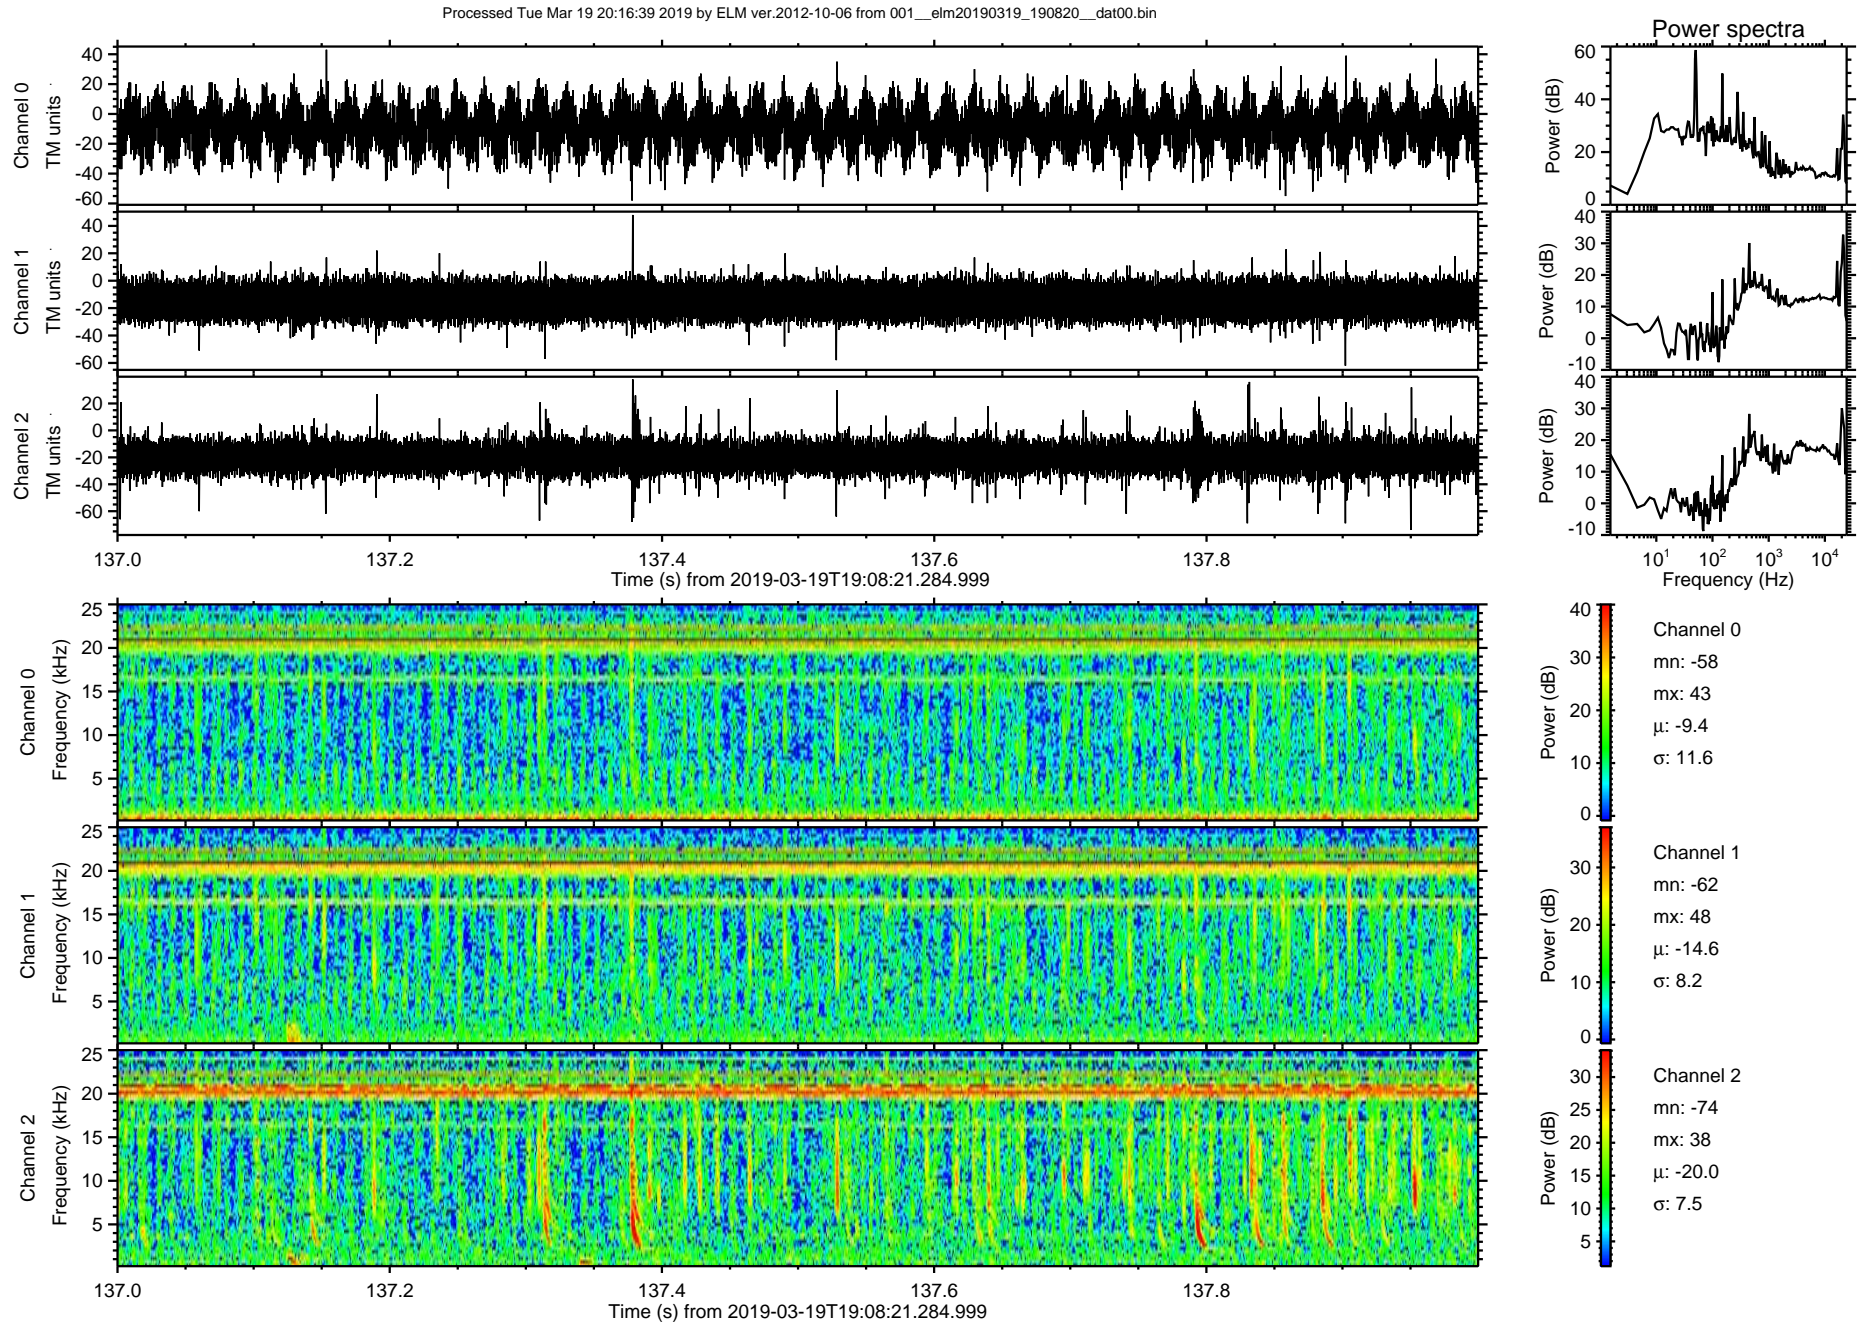 Processed Tue Mar 19 20:16:39 2019 by ELM ver.2012-10-06 from 001__elm20190319_190820__dat00.bin
Power spectra
Channel 0
TM units
40
20
0
-20
-40
-60
Power (dB)
60
40
20
0
Channel 1
TM units
40
20
0
-20
-40
-60
Power (dB)
40
30
20
10
0
-10
Channel 2
TM units
20
0
-20
-40
-60
Power (dB)
40
30
20
10
0
-10
137.0 137.2 137.4 137.6 137.8
Time (s) from 2019-03-19T19:08:21.284.999
10¹ 10² 10³ 10⁴
Frequency (Hz)
Channel 0
Frequency (kHz)
25
20
15
10
5
Power (dB)
40
30
20
10
0
Channel 0
mn: -58
mx: 43
μ: -9.4
σ: 11.6
Channel 1
Frequency (kHz)
25
20
15
10
5
Power (dB)
30
20
10
0
Channel 1
mn: -62
mx: 48
μ: -14.6
σ: 8.2
Channel 2
Frequency (kHz)
25
20
15
10
5
Power (dB)
30
25
20
15
10
5
Channel 2
mn: -74
mx: 38
μ: -20.0
σ: 7.5
137.0 137.2 137.4 137.6 137.8
Time (s) from 2019-03-19T19:08:21.284.999